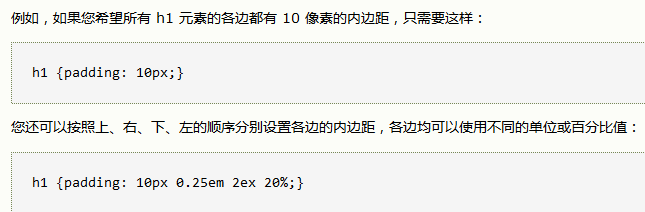 例如，如果您希望所有 h1 元素的各边都有 10 像素的内边距，只需要这样：
h1 {padding: 10px;}
您还可以按照上、右、下、左的顺序分别设置各边的内边距，各边均可以使用不同的单位或百分比值：
h1 {padding: 10px 0.25em 2ex 20%;}